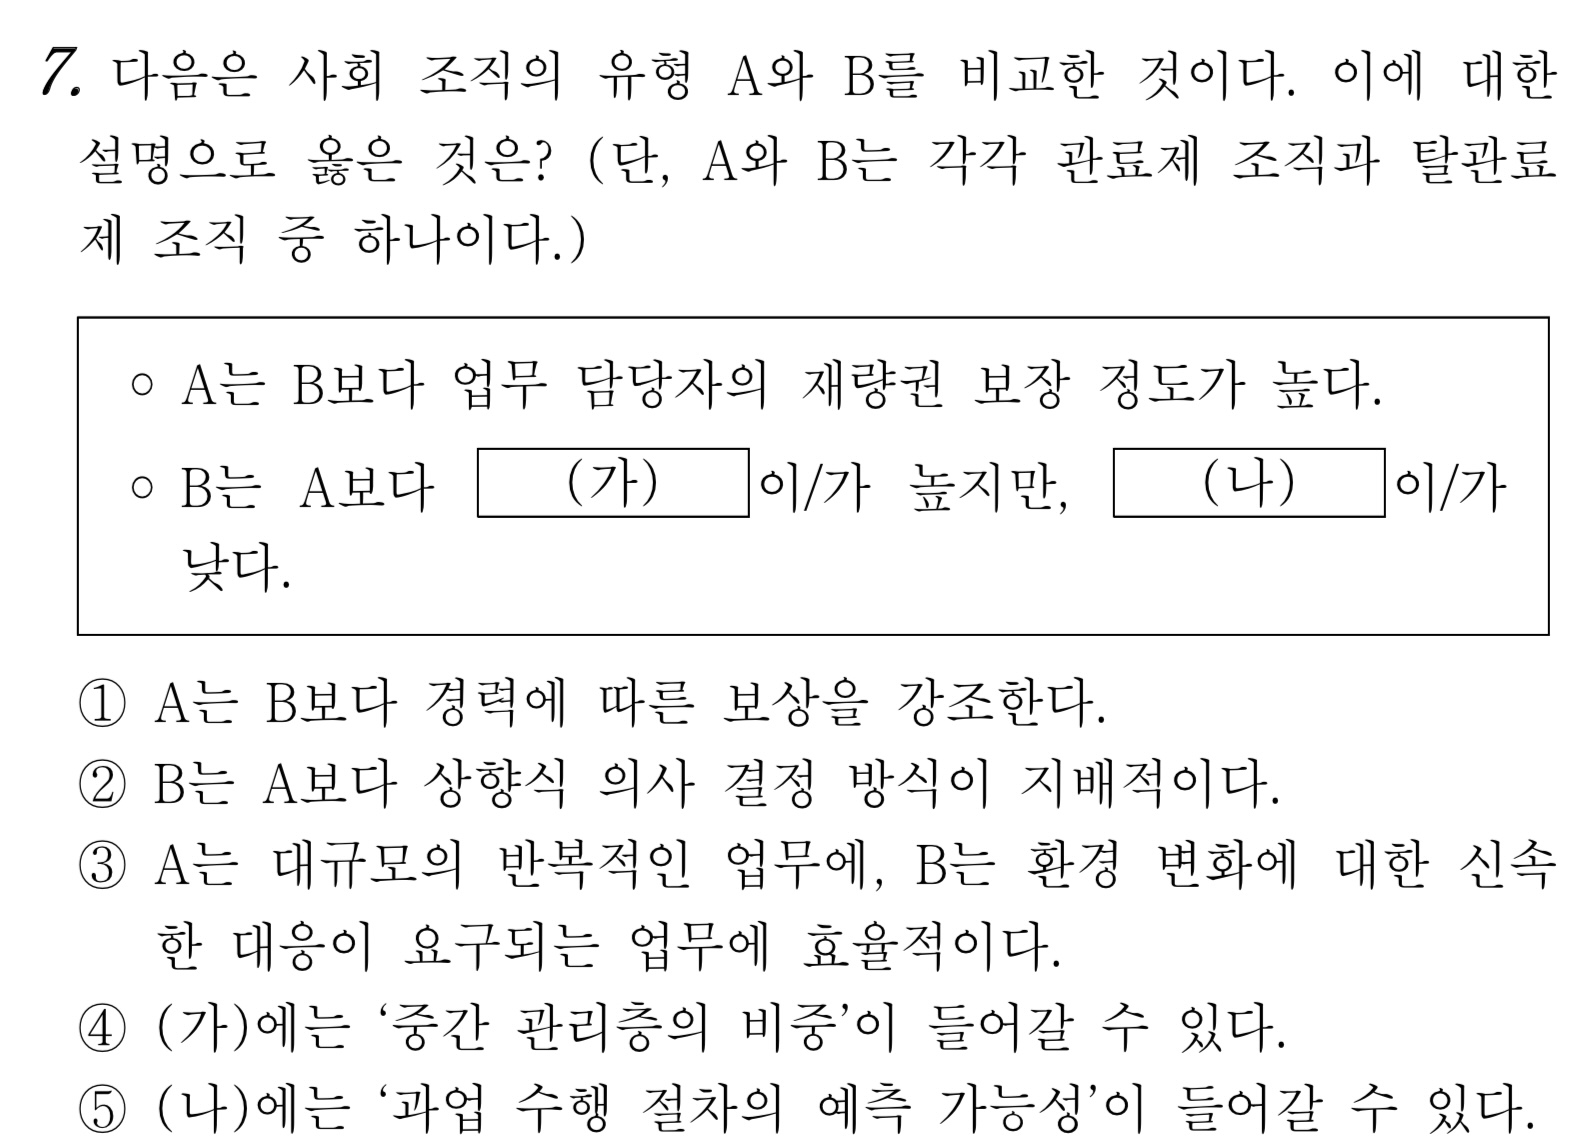 7. 다음은 사회 조직의 유형 A와 B를 비교한 것이다. 이에 대한
설명으로 옳은 것은? (단, A와 B는 각각 관료제 조직과 탈관료
제 조직 중 하나이다.)
◦ A는 B보다 업무 담당자의 재량권 보장 정도가 높다.
◦ B는 A보다 (가) 이/가 높지만, (나) 이/가
낮다.
① A는 B보다 경력에 따른 보상을 강조한다.
② B는 A보다 상향식 의사 결정 방식이 지배적이다.
③ A는 대규모의 반복적인 업무에, B는 환경 변화에 대한 신속
한 대응이 요구되는 업무에 효율적이다.
④ (가)에는 ‘중간 관리층의 비중’이 들어갈 수 있다.
⑤ (나)에는 ‘과업 수행 절차의 예측 가능성’이 들어갈 수 있다.